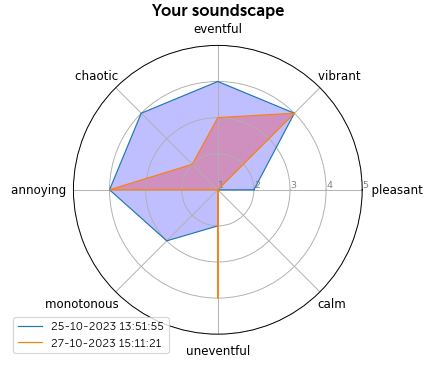 Your soundscape
eventful
chaotic
vibrant
annoying
1 2 3 4 5
pleasant
monotonous
calm
uneventful
25-10-2023 13:51:55
27-10-2023 15:11:21